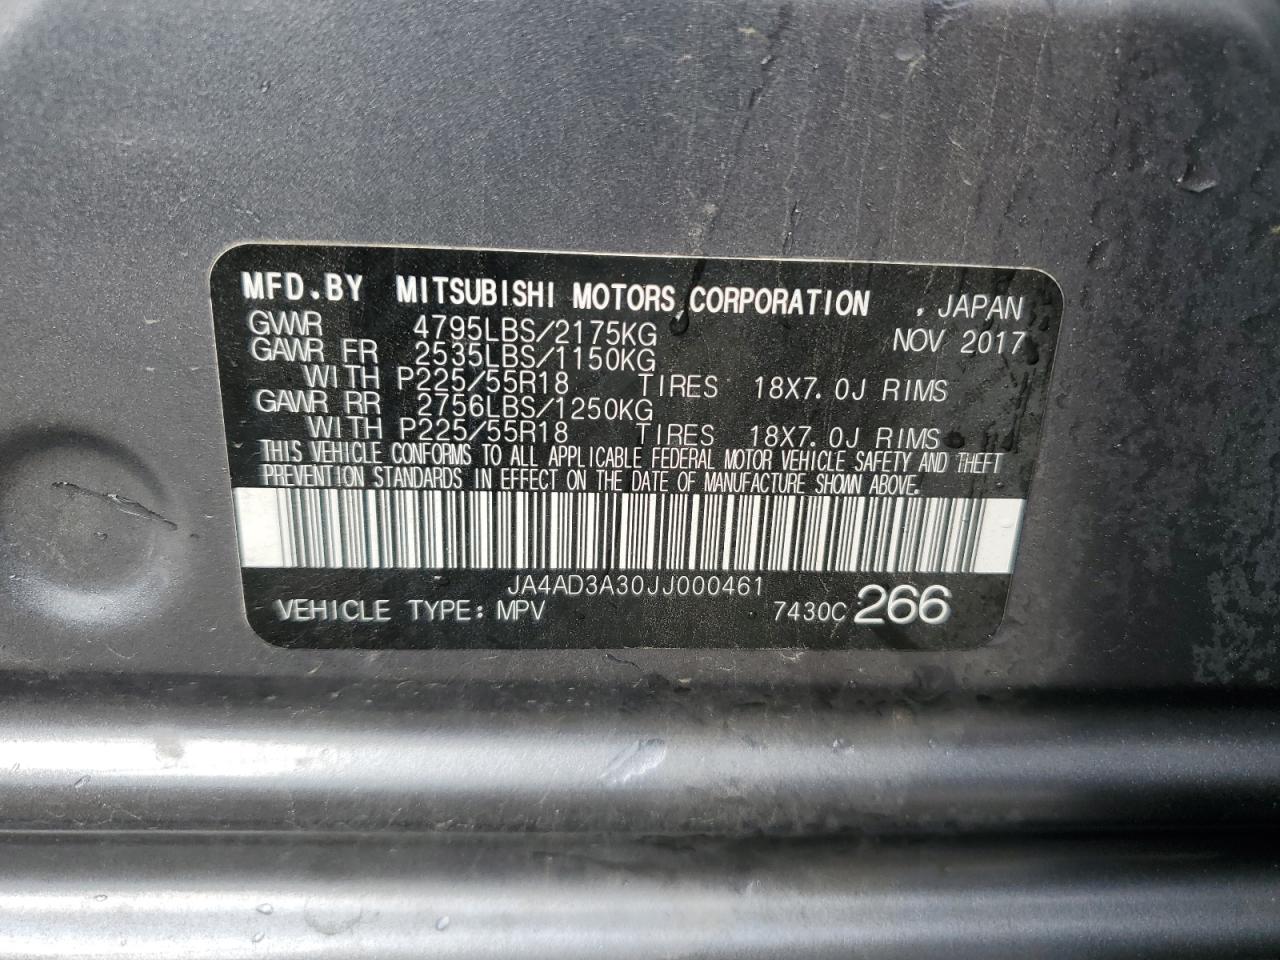 MFD.BY MITSUBISHI MOTORS CORPORATION , JAPAN
GVWR 4795LBS/2175KG NOV 2017
GAWR FR 2535LBS/1150KG
WITH P225/55R18 TIRES 18X7.0J RIMS
GAWR RR 2756LBS/1250KG
WITH P225/55R18 TIRES 18X7.0J RIMS
THIS VEHICLE CONFORMS TO ALL APPLICABLE FEDERAL MOTOR VEHICLE SAFETY AND THEFT
PREVENTION STANDARDS IN EFFECT ON THE DATE OF MANUFACTURE SHOWN ABOVE.
JA4AD3A30JJ000461
VEHICLE TYPE: MPV 7430C 266